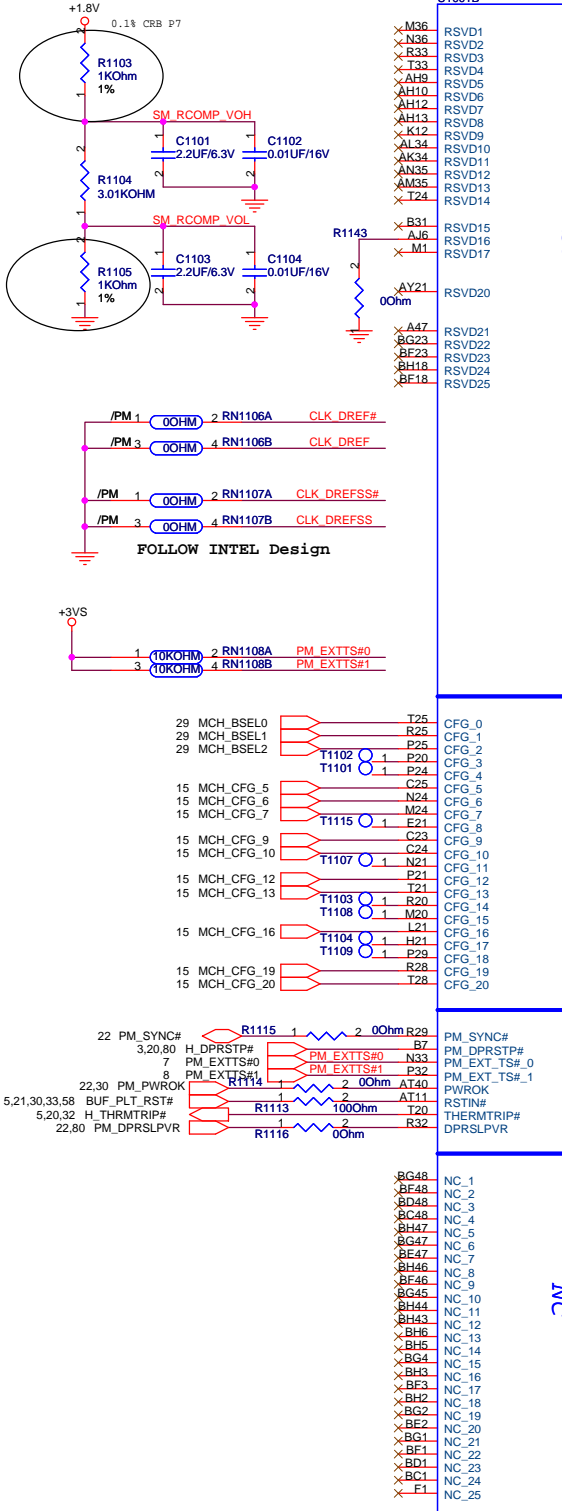 +1.8V
0.1% CRB P7
2
R1103
1KOhm
1%
1
SM_RCOMP_VOH
1 C1101 1 C1102
2.2UF/6.3V 0.01UF/16V
2 2
2
R1104
3.01KOHM
1
SM_RCOMP_VOL
2
R1105
1KOhm
1%
1
1 C1103 1 C1104
2.2UF/6.3V 0.01UF/16V
2 2
R1143
2
0Ohm
1
M36 RSVD1
N36 RSVD2
R33 RSVD3
T33 RSVD4
AH9 RSVD5
AH10 RSVD6
AH12 RSVD7
AH13 RSVD8
K12 RSVD9
AL34 RSVD10
AK34 RSVD11
AN35 RSVD12
AM35 RSVD13
T24 RSVD14
B31 RSVD15
AJ6 RSVD16
M1 RSVD17
AY21 RSVD20
A47 RSVD21
BG23 RSVD22
BF23 RSVD23
BH18 RSVD24
BF18 RSVD25
/PM 1 0OHM 2 RN1106A CLK_DREF#
/PM 3 0OHM 4 RN1106B CLK_DREF
/PM 1 0OHM 2 RN1107A CLK_DREFSS#
/PM 3 0OHM 4 RN1107B CLK_DREFSS
FOLLOW INTEL Design
+3VS
1 10KOHM 2 RN1108A PM_EXTTS#0
3 10KOHM 4 RN1108B PM_EXTTS#1
29 MCH_BSEL0 T25 CFG_0
29 MCH_BSEL1 R25 CFG_1
29 MCH_BSEL2 P25 CFG_2
T1102 1 P20 CFG_3
T1101 1 P24 CFG_4
15 MCH_CFG_5 C25 CFG_5
15 MCH_CFG_6 N24 CFG_6
15 MCH_CFG_7 M24 CFG_7
T1115 1 E21 CFG_8
15 MCH_CFG_9 C23 CFG_9
15 MCH_CFG_10 C24 CFG_10
T1107 1 N21 CFG_11
15 MCH_CFG_12 P21 CFG_12
15 MCH_CFG_13 T21 CFG_13
T1103 1 R20 CFG_14
T1108 1 M20 CFG_15
15 MCH_CFG_16 L21 CFG_16
T1104 1 H21 CFG_17
T1109 1 P29 CFG_18
15 MCH_CFG_19 R28 CFG_19
15 MCH_CFG_20 T28 CFG_20
22 PM_SYNC# R1115 1 2 0Ohm R29 PM_SYNC#
3,20,80 H_DPRSTP# B7 PM_DPRSTP#
7 PM_EXTTS#0 PM_EXTTS#0 N33 PM_EXT_TS#_0
8 PM_EXTTS#1 PM_EXTTS#1 P32 PM_EXT_TS#_1
22,30 PM_PWROK R1114 1 2 0Ohm AT40 PWROK
5,21,30,33,58 BUF_PLT_RST# R1113 1 2 100Ohm AT11 RSTIN#
5,20,32 H_THRMTRIP# T20 THERMTRIP#
22,80 PM_DPRSLPVR R1116 1 2 0Ohm R32 DPRSLPVR
BG48 NC_1
BF48 NC_2
BD48 NC_3
BC48 NC_4
BH47 NC_5
BG47 NC_6
BE47 NC_7
BH46 NC_8
BF46 NC_9
BG45 NC_10
BH44 NC_11
BH43 NC_12
BH6 NC_13
BH5 NC_14
BG4 NC_15
BH3 NC_16
BF3 NC_17
BH2 NC_18
BG2 NC_19
BE2 NC_20
BG1 NC_21
BF1 NC_22
BD1 NC_23
BC1 NC_24
F1 NC_25
NC